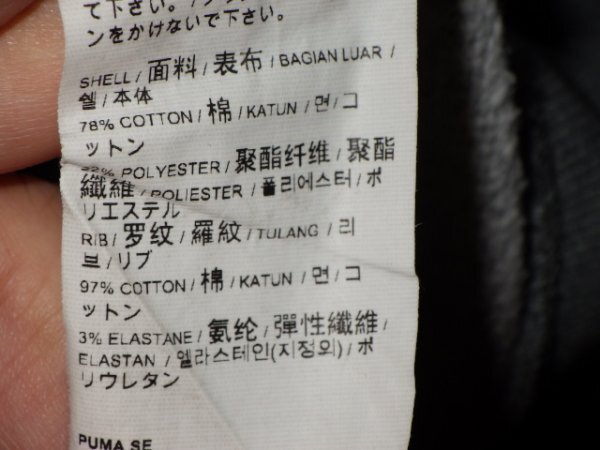 て下さい。/
ンをかけないで下さい。
SHELL / 面料 / 表布 / BAGIAN LUAR /
쉘 / 本体
78% COTTON / 棉 / KATUN / 면 / コ
ットン
22% POLYESTER / 聚酯纤维 / 聚酯
纖維 / POLIESTER / 폴리에스터 / ポ
リエステル
RIB / 罗纹 / 羅紋 / TULANG / 리
브 / リブ
97% COTTON / 棉 / KATUN / 면 / コ
ットン
3% ELASTANE / 氨纶 / 彈性纖維 /
ELASTAN / 엘라스테인(지정외) / ポ
リウレタン
PUMA SE